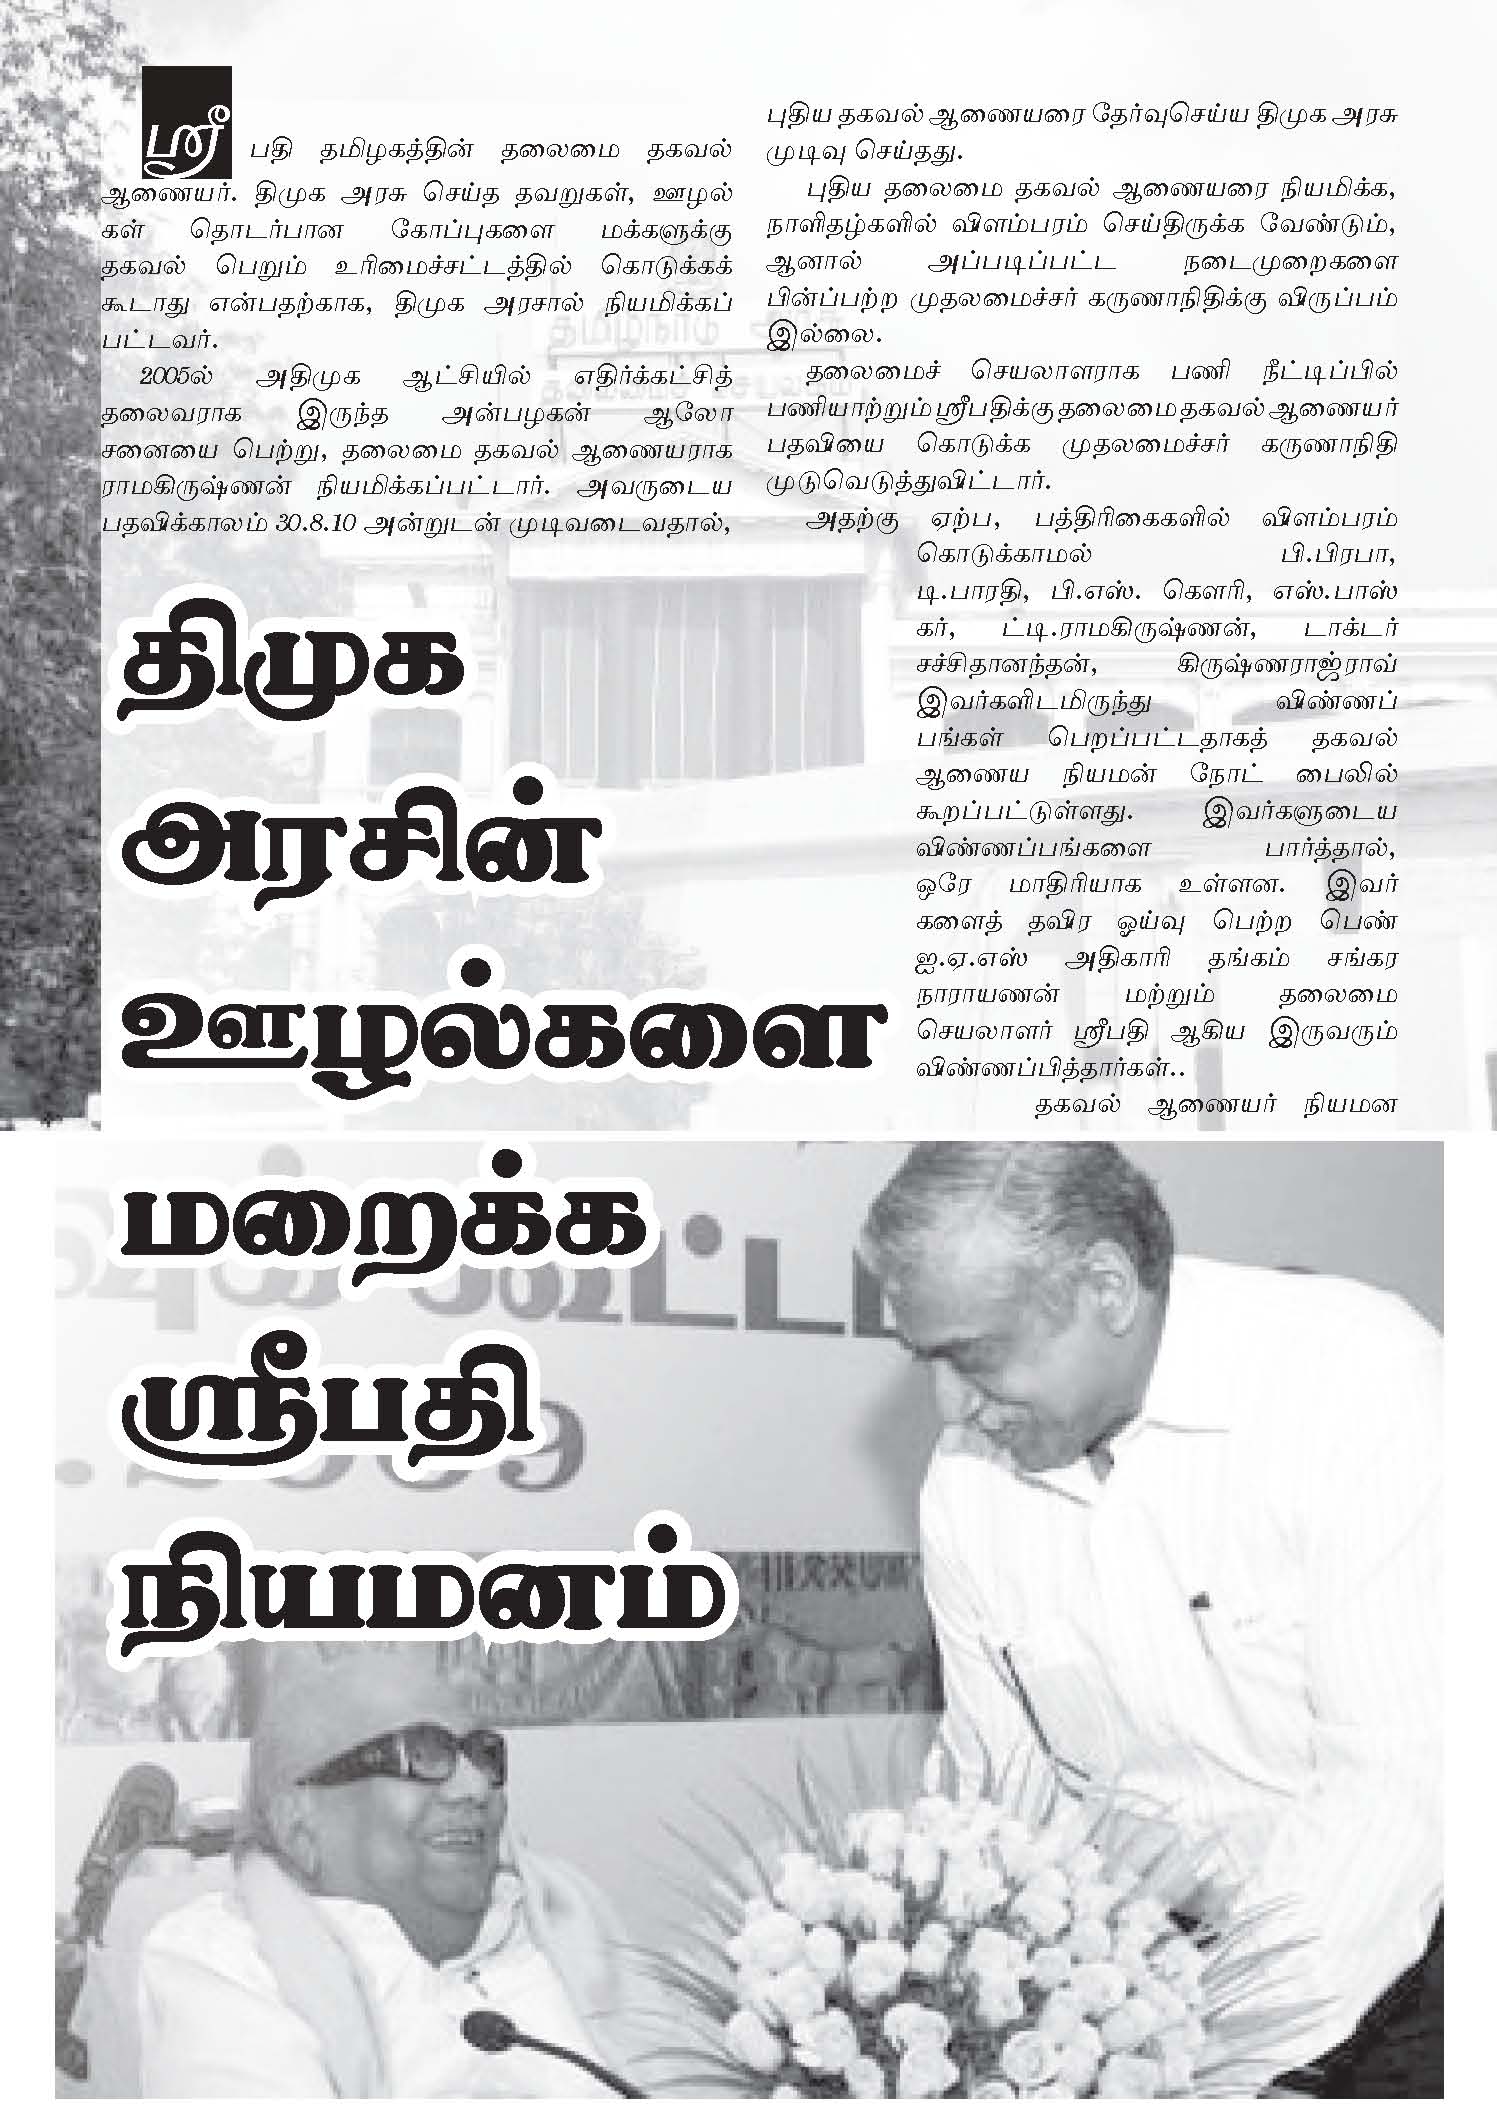 ஸ்ரீபதி தமிழகத்தின் தலைமை தகவல்
ஆணையர். திமுக அரசு செய்த தவறுகள், ஊழல்
கள் தொடர்பான கோப்புகளை மக்களுக்கு
தகவல் பெறும் உரிமைச்சட்டத்தில் கொடுக்கக்
கூடாது என்பதற்காக, திமுக அரசால் நியமிக்கப்
பட்டவர்.
2005ல் அதிமுக ஆட்சியில் எதிர்க்கட்சித்
தலைவராக இருந்த அன்பழகன் ஆலோ
சனையை பெற்று, தலைமை தகவல் ஆணையராக
ராமகிருஷ்ணன் நியமிக்கப்பட்டார். அவருடைய
பதவிக்காலம் 30.8.10 அன்றுடன் முடிவடைவதால்,
புதிய தகவல் ஆணையரை தேர்வுசெய்ய திமுக அரசு
முடிவு செய்தது.
புதிய தலைமை தகவல் ஆணையரை நியமிக்க,
நாளிதழ்களில் விளம்பரம் செய்திருக்க வேண்டும்,
ஆனால் அப்படிப்பட்ட நடைமுறைகளை
பின்ப்பற்ற முதலமைச்சர் கருணாநிதிக்கு விருப்பம்
இல்லை.
தலைமைச் செயலாளராக பணி நீட்டிப்பில்
பணியாற்றும் ஸ்ரீபதிக்கு தலைமை தகவல் ஆணையர்
பதவியை கொடுக்க முதலமைச்சர் கருணாநிதி
முடுவெடுத்துவிட்டார்.
அதற்கு ஏற்ப, பத்திரிகைகளில் விளம்பரம்
கொடுக்காமல் பி.பிரபா,
டி.பாரதி, பி.எஸ். கௌரி, எஸ்.பாஸ்
கர், ட்டி.ராமகிருஷ்ணன், டாக்டர்
சச்சிதானந்தன், கிருஷ்ணராஜ்ராவ்
இவர்களிடமிருந்து விண்ணப்
பங்கள் பெறப்பட்டதாகத் தகவல்
ஆணைய நியமன் நோட் பைலில்
கூறப்பட்டுள்ளது. இவர்களுடைய
விண்ணப்பங்களை பார்த்தால்,
ஒரே மாதிரியாக உள்ளன. இவர்
களைத் தவிர ஓய்வு பெற்ற பெண்
ஐ.ஏ.எஸ் அதிகாரி தங்கம் சங்கர
நாராயணன் மற்றும் தலைமை
செயலாளர் ஸ்ரீபதி ஆகிய இருவரும்
விண்ணப்பித்தார்கள்..
தகவல் ஆணையர் நியமன
தமிழ்நாடு அரசு
தலைமைச் செயலகம்
திமுக
அரசின்
ஊழல்களை
மறைக்க
ஸ்ரீபதி
நியமனம்